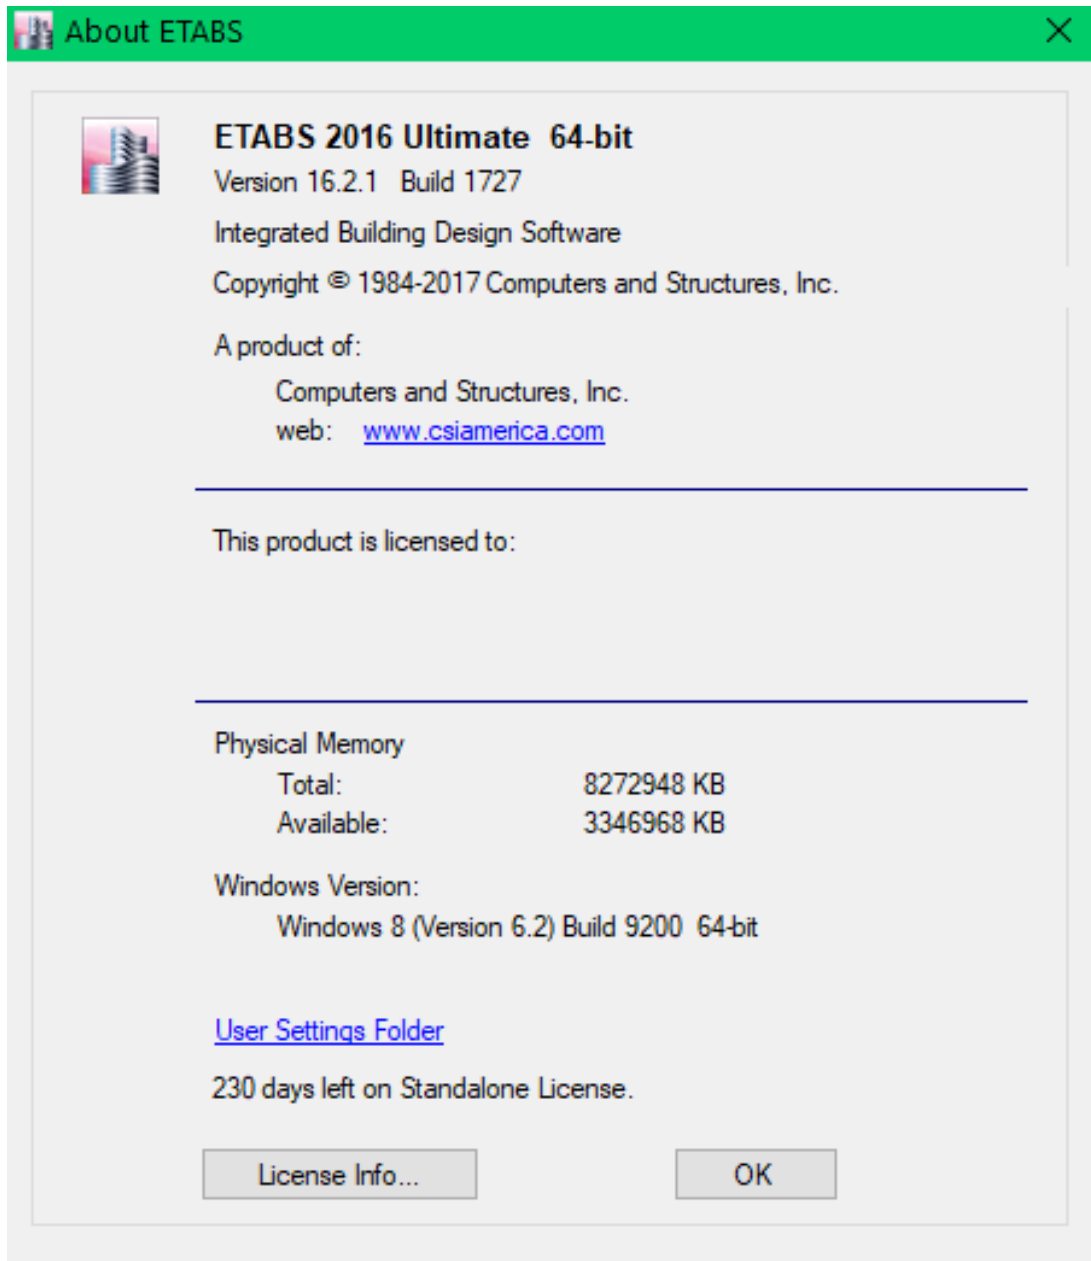 About ETABS
ETABS 2016 Ultimate 64-bit
Version 16.2.1 Build 1727
Integrated Building Design Software
Copyright © 1984-2017 Computers and Structures, Inc.
A product of:
Computers and Structures, Inc.
web: www.csiamerica.com
This product is licensed to:
Physical Memory
Total: 8272948 KB
Available: 3346968 KB
Windows Version:
Windows 8 (Version 6.2) Build 9200 64-bit
User Settings Folder
230 days left on Standalone License.
License Info... OK